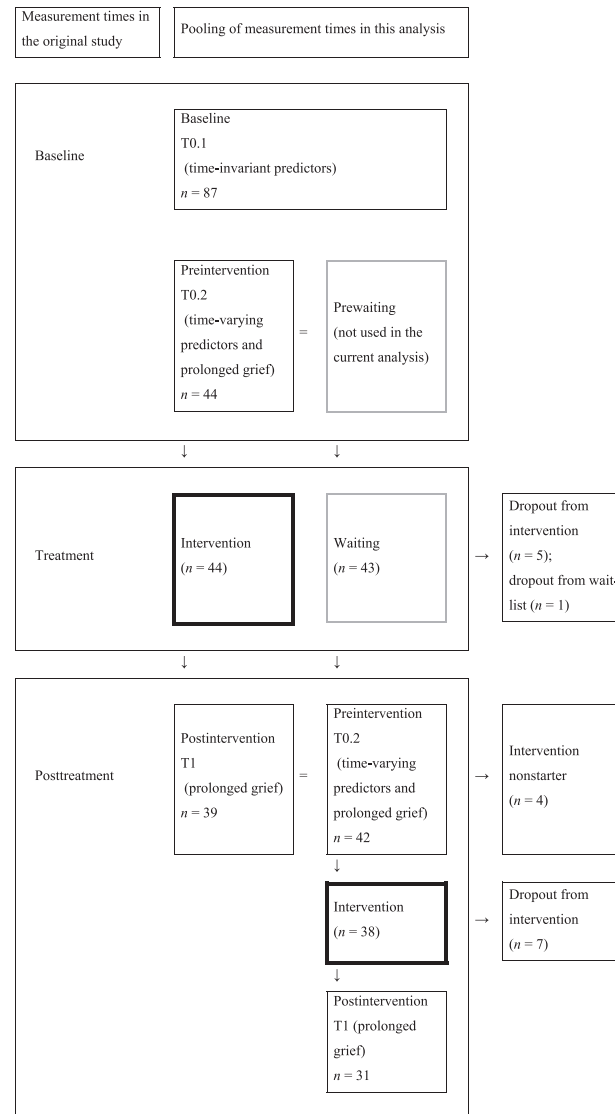 Measurement times in
the original study
Pooling of measurement times in this analysis
Baseline
Baseline
T0.1
(time-invariant predictors)
n = 87
Preintervention
T0.2
(time-varying
predictors and
prolonged grief)
n = 44
=
Prewaiting
(not used in the
current analysis)
↓ ↓
Treatment
Intervention
(n = 44)
Waiting
(n = 43)
→
Dropout from
intervention
(n = 5);
dropout from wait-
list (n = 1)
↓ ↓
Posttreatment
Postintervention
T1
(prolonged grief)
n = 39
=
Preintervention
T0.2
(time-varying
predictors and
prolonged grief)
n = 42
→
Intervention
nonstarter
(n = 4)
↓
Intervention
(n = 38)
→
Dropout from
intervention
(n = 7)
↓
Postintervention
T1 (prolonged
grief)
n = 31